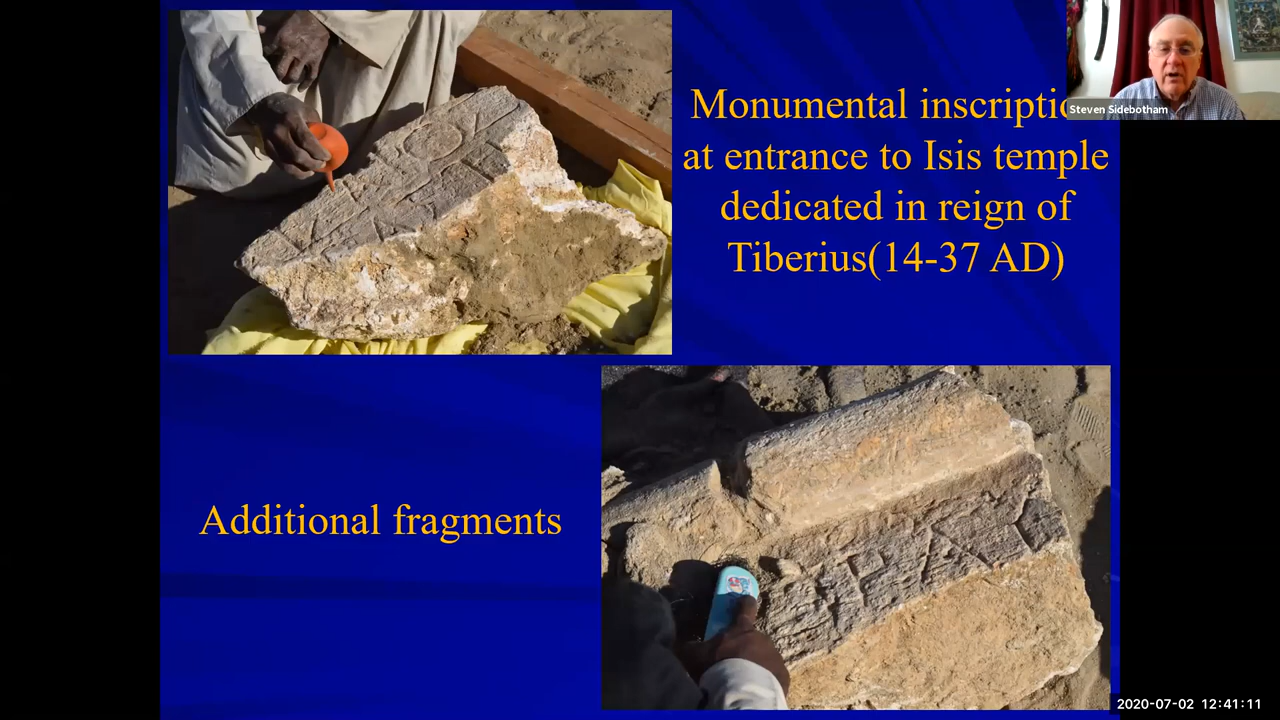 Monumental inscriptio
at entrance to Isis temple
dedicated in reign of
Tiberius(14-37 AD)
Additional fragments
Steven Sidebotham
2020-07-02 12:41:11